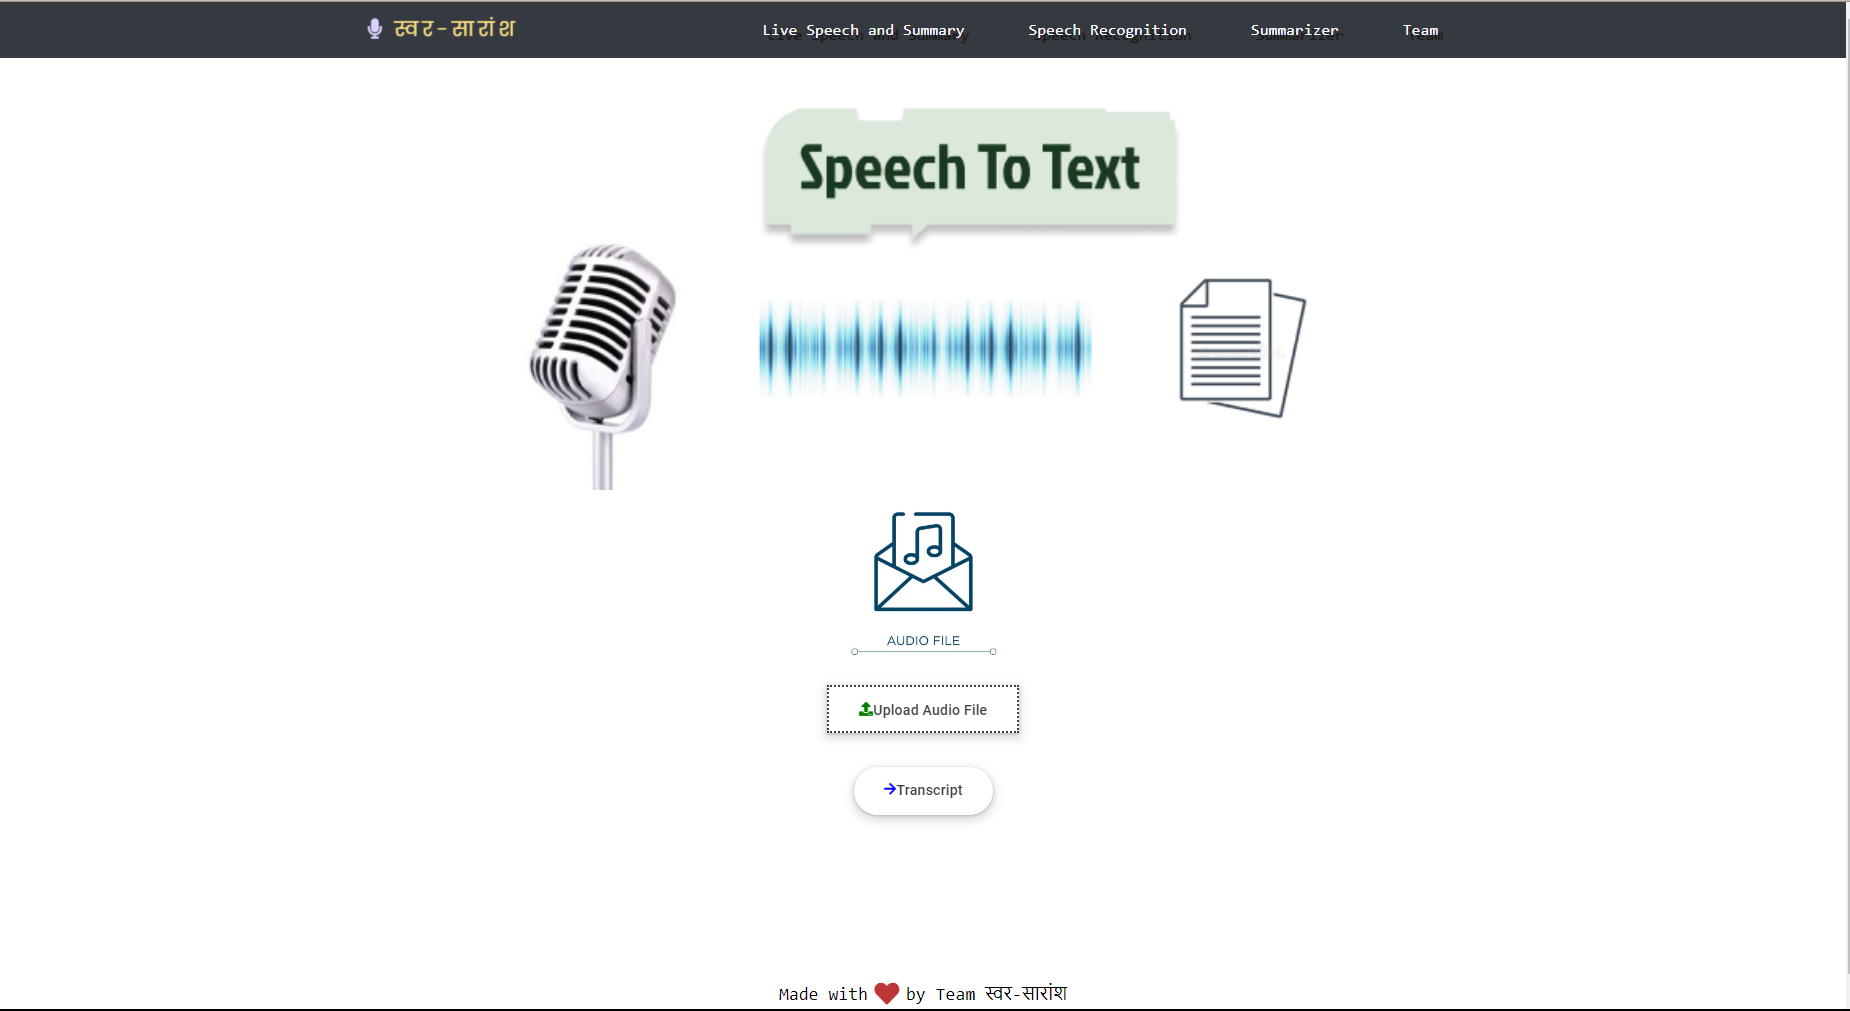 स्वर-सारांश
Live Speech and Summary
Speech Recognition
Summarizer
Team
Speech To Text
AUDIO FILE
Upload Audio File
Transcript
Made with by Team स्वर-सारांश